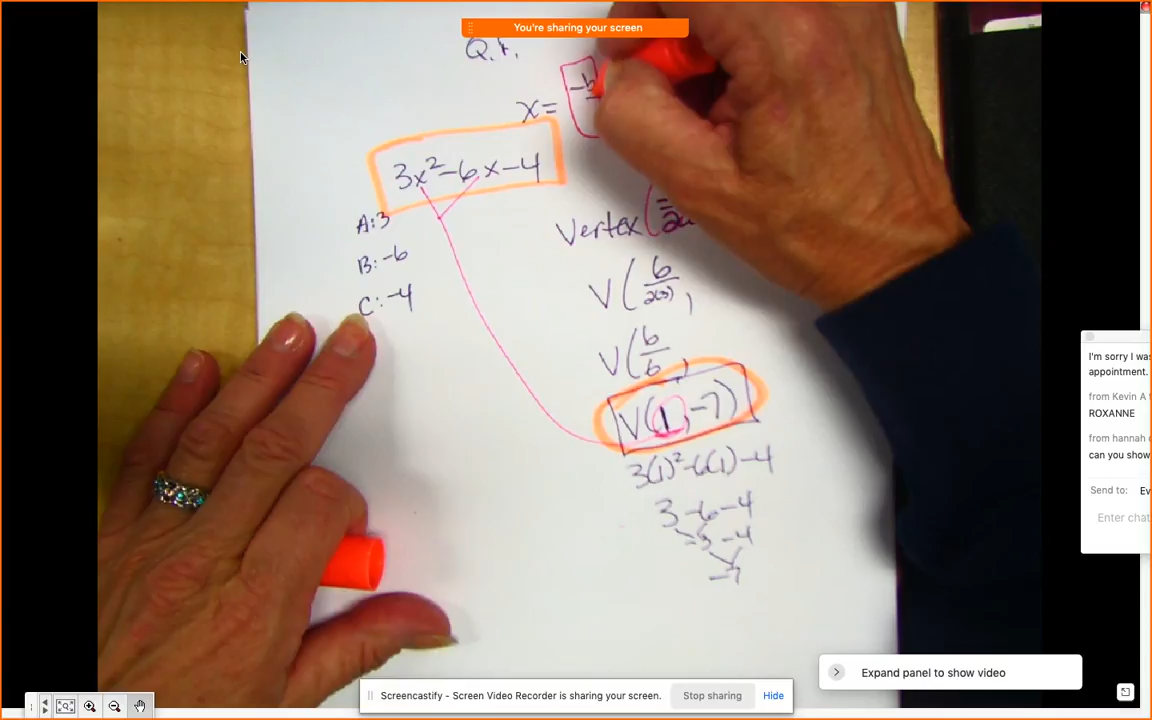 You're sharing your screen
Q.F.
x= -b
3x²-6x-4
A:3
B:-6
C:-4
Vertex(
V( 6/2(3) ,
V( 6/6 ,
V(1,-7)
3(1)²-6(1)-4
3-6-4
-3-4
-7
I'm sorry I was
appointment.
from Kevin A
ROXANNE
from hannah
can you show
Send to:
Enter chat
Expand panel to show video
Screencastify - Screen Video Recorder is sharing your screen. Stop sharing Hide